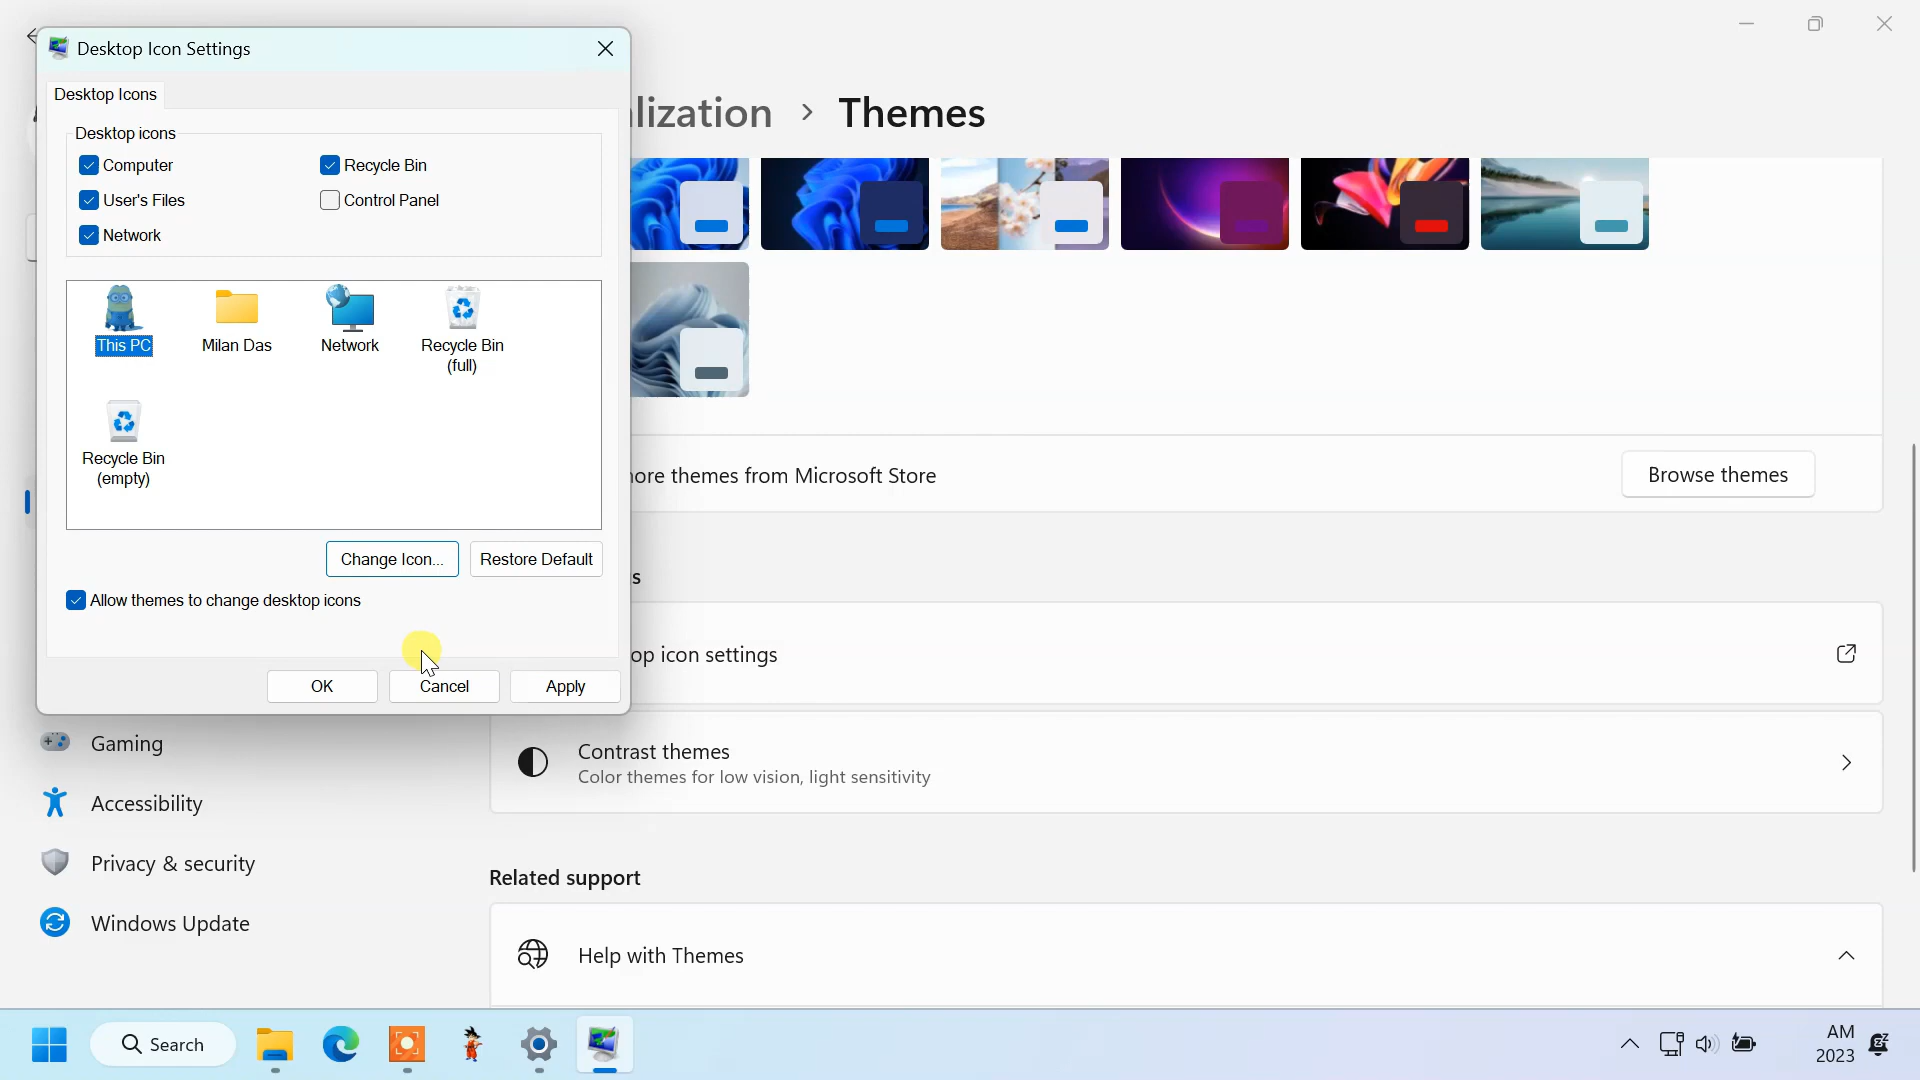 Desktop Icon Settings
Desktop Icons
Desktop icons
Computer
Recycle Bin
User's Files
Control Panel
Network
This PC
Milan Das
Network
Recycle Bin
(full)
Recycle Bin
(empty)
Change Icon...
Restore Default
Allow themes to change desktop icons
OK
Cancel
Apply
lization › Themes
ore themes from Microsoft Store
Browse themes
s
op icon settings
Contrast themes
Color themes for low vision, light sensitivity
Related support
Help with Themes
Gaming
Accessibility
Privacy & security
Windows Update
Search
AM
2023